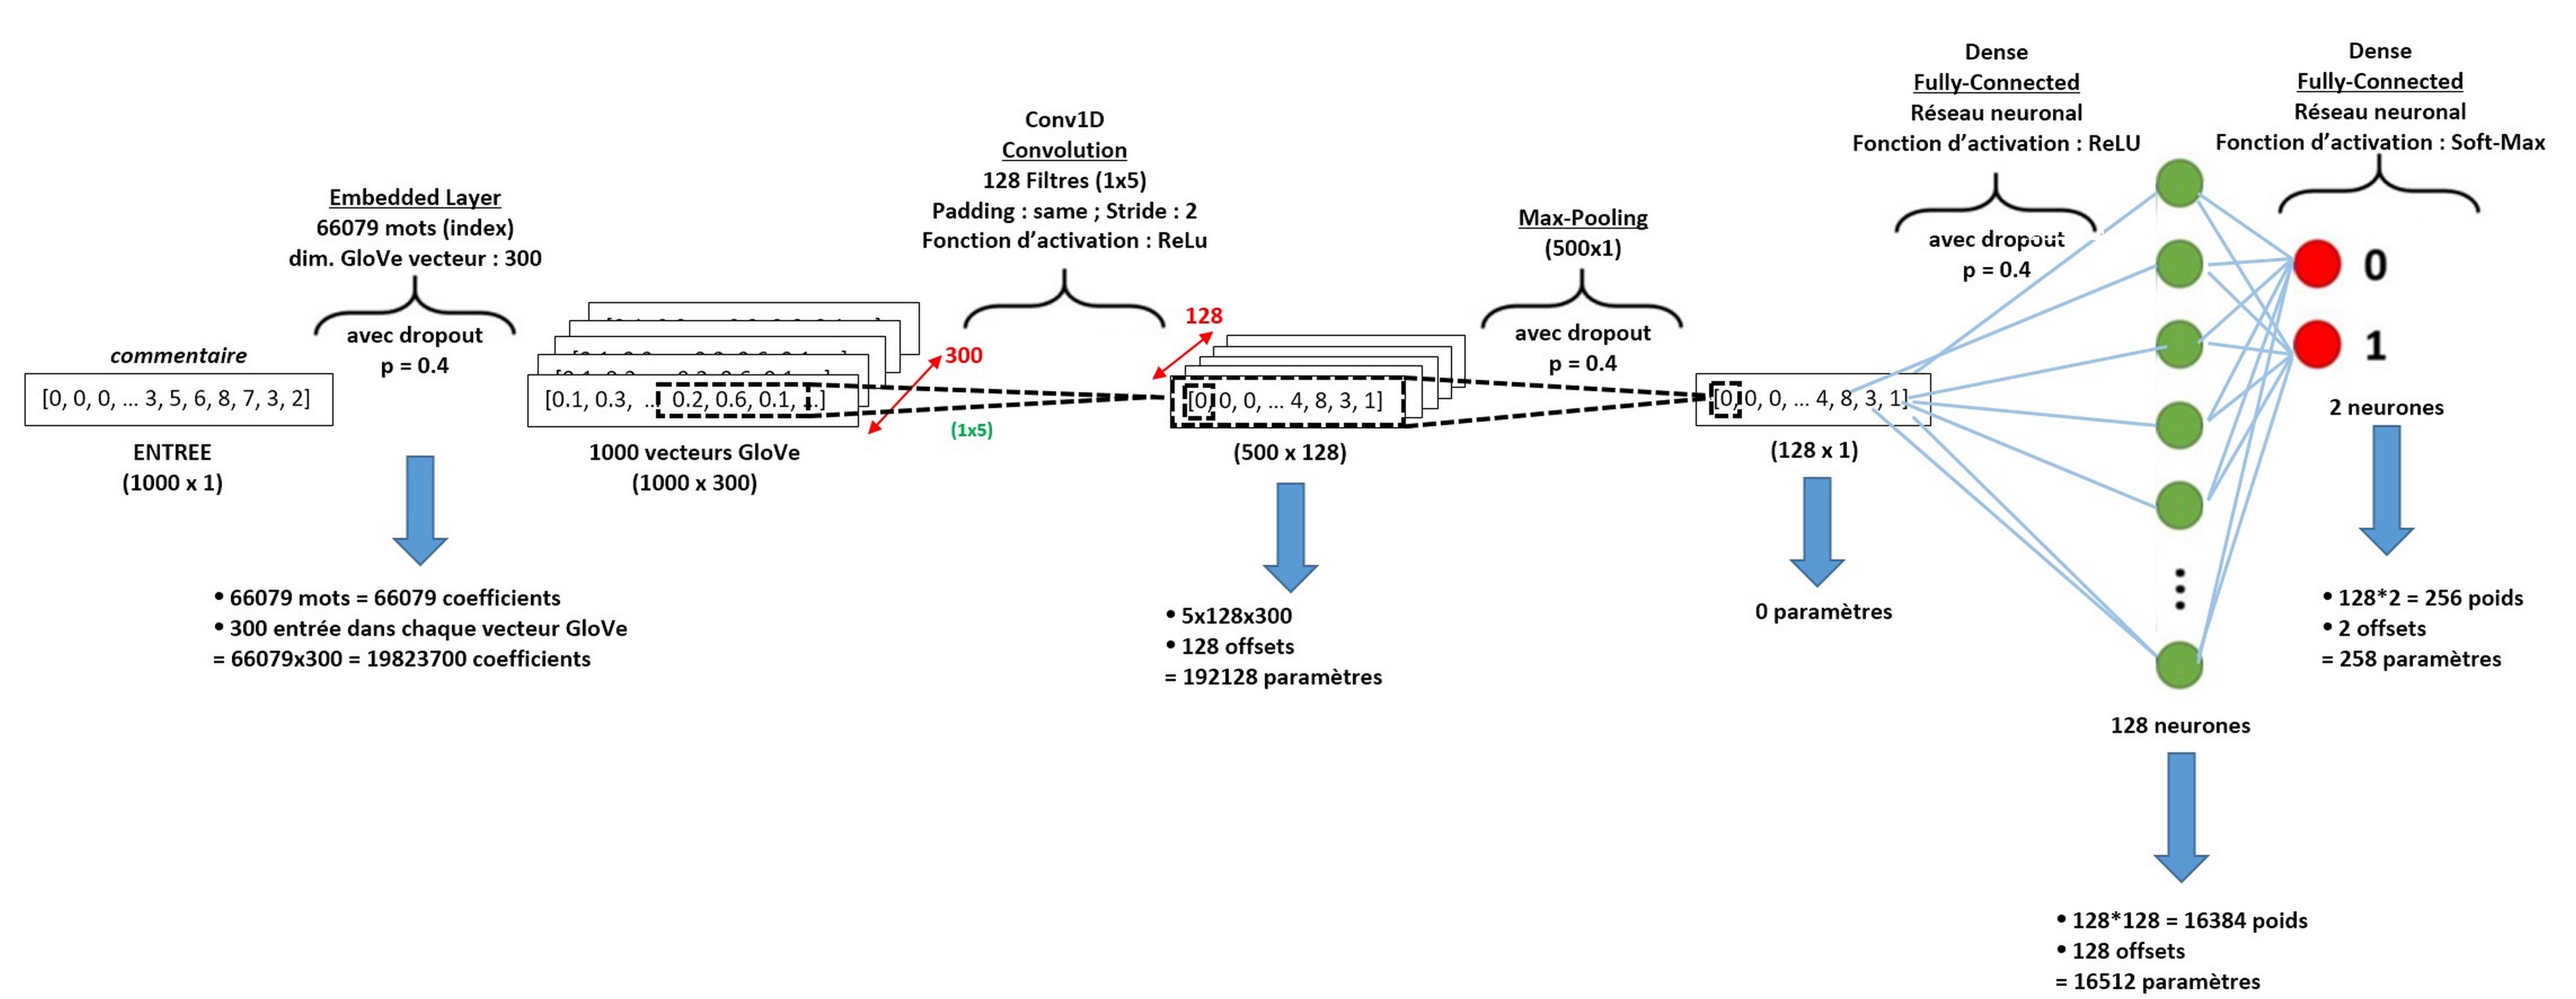 commentaire
[0, 0, 0, ... 3, 5, 6, 8, 7, 3, 2]
ENTREE
(1000 x 1)
Embedded Layer
66079 mots (index)
dim. GloVe vecteur : 300
avec dropout
p = 0.4
• 66079 mots = 66079 coefficients
• 300 entrée dans chaque vecteur GloVe
= 66079x300 = 19823700 coefficients
[0.1, 0.3, ... 0.2, 0.6, 0.1, 1.]
300
1000 vecteurs GloVe
(1000 x 300)
Conv1D
Convolution
128 Filtres (1x5)
Padding : same ; Stride : 2
Fonction d’activation : ReLu
(1x5)
128
[0, 0, 0, ... 4, 8, 3, 1]
(500 x 128)
• 5x128x300
• 128 offsets
= 192128 paramètres
Max-Pooling
(500x1)
avec dropout
p = 0.4
[0, 0, 0, ... 4, 8, 3, 1]
(128 x 1)
0 paramètres
Dense
Fully-Connected
Réseau neuronal
Fonction d’activation : ReLU
avec dropout
p = 0.4
128 neurones
• 128*128 = 16384 poids
• 128 offsets
= 16512 paramètres
Dense
Fully-Connected
Réseau neuronal
Fonction d’activation : Soft-Max
0
1
2 neurones
• 128*2 = 256 poids
• 2 offsets
= 258 paramètres